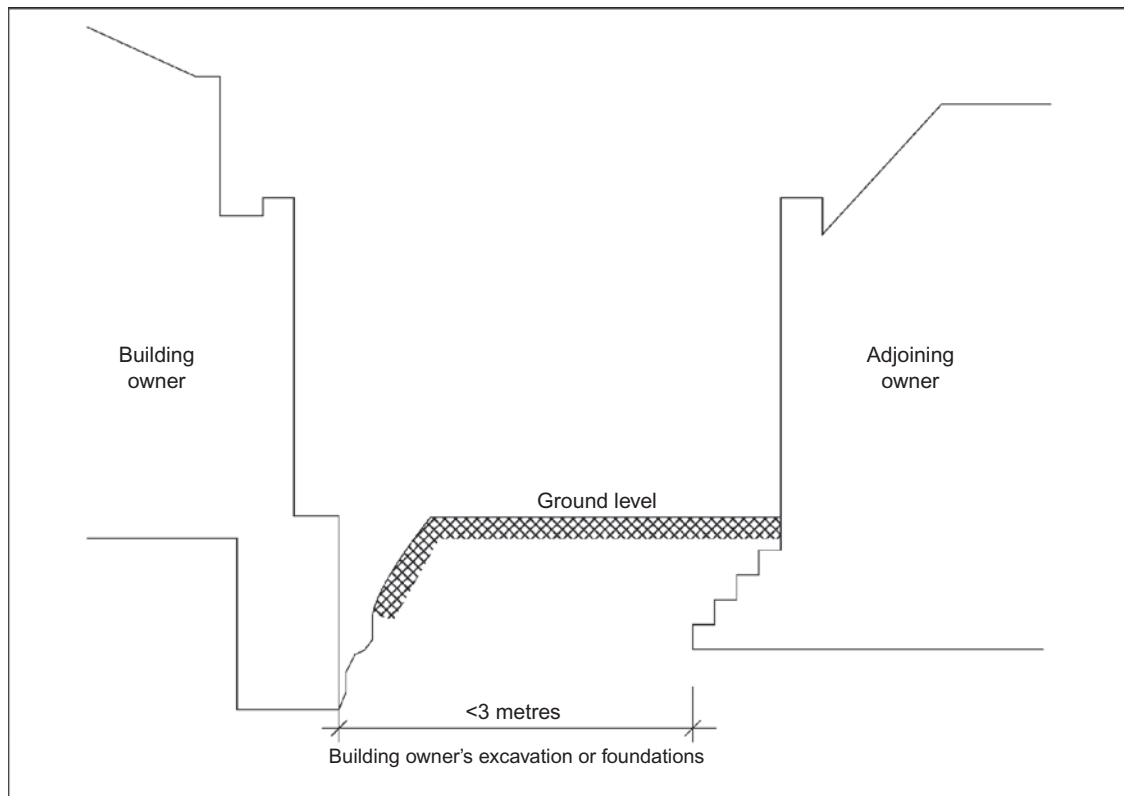 Building
owner
Adjoining
owner
Ground level
<3 metres
Building owner’s excavation or foundations